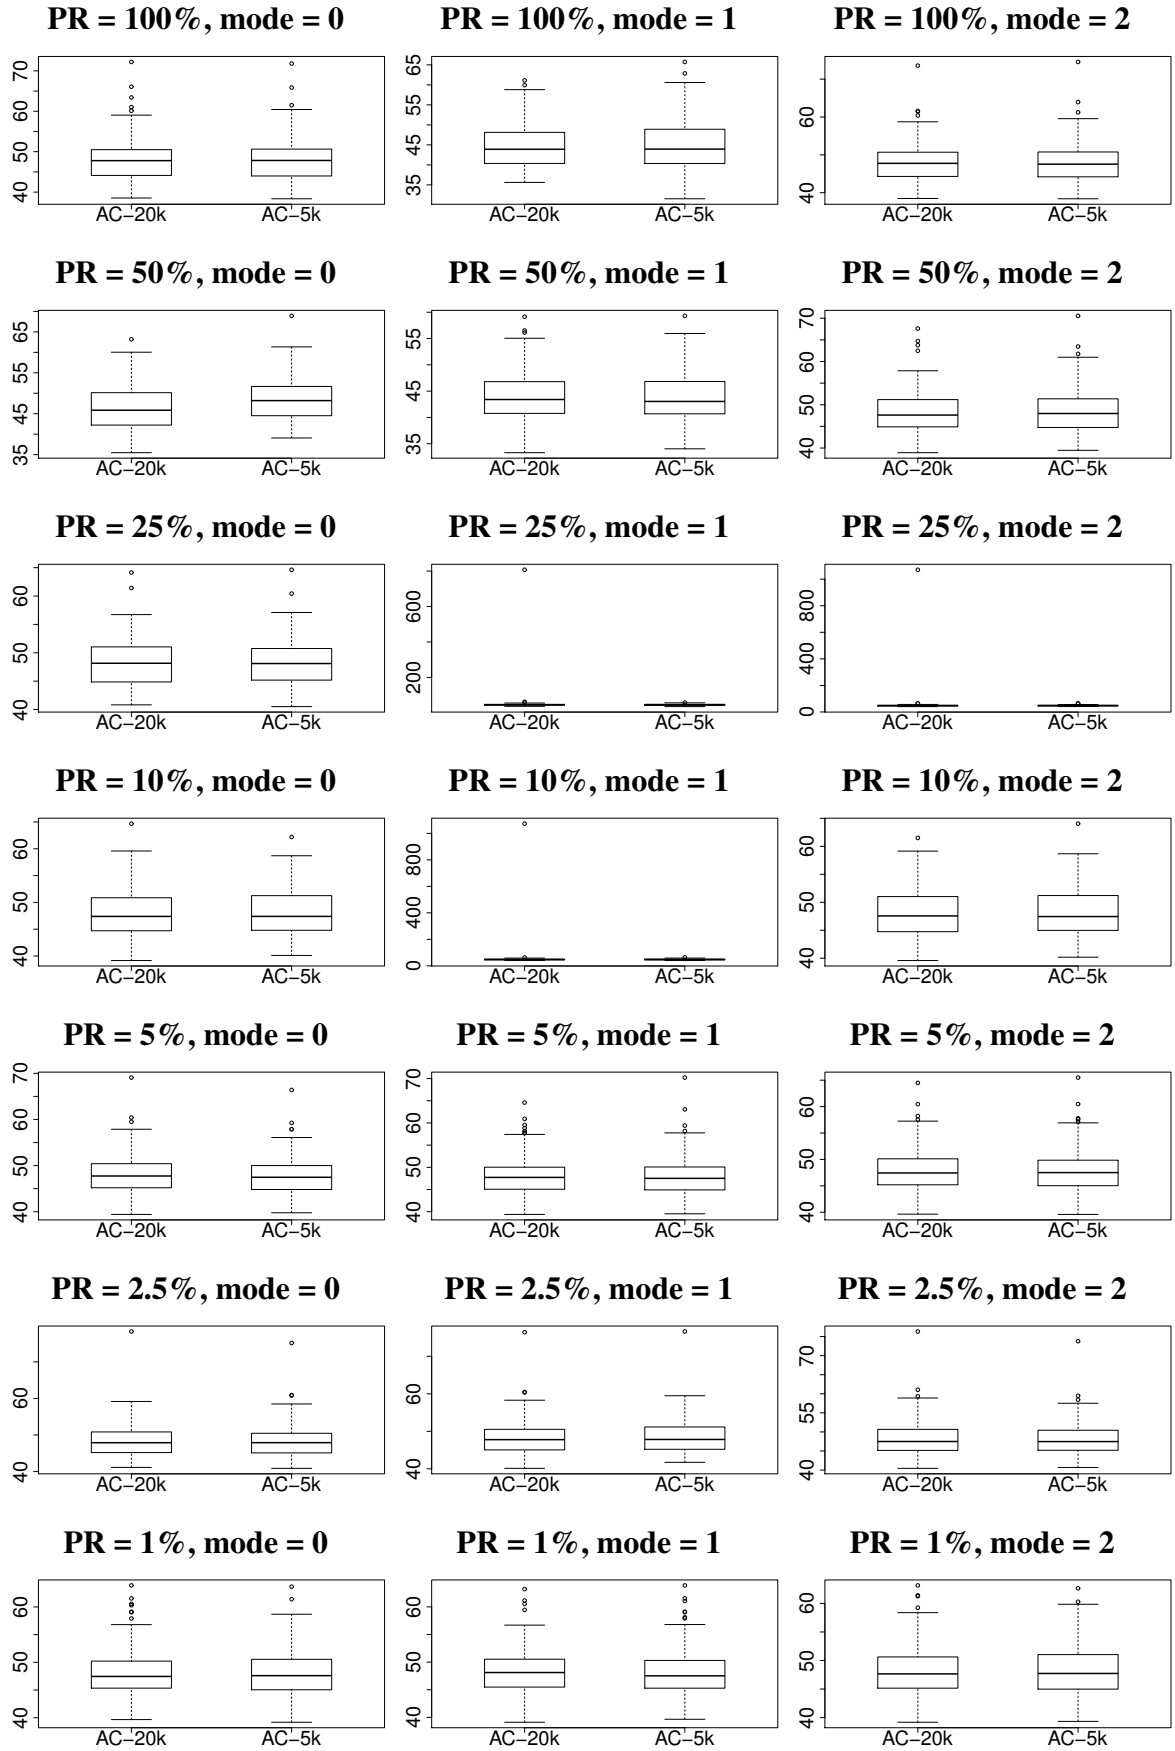 PR = 100%, mode = 0
PR = 100%, mode = 1
PR = 100%, mode = 2
40 50 60 70
AC−20k AC−5k
35 45 55 65
AC−20k AC−5k
40 60
AC−20k AC−5k
PR = 50%, mode = 0
PR = 50%, mode = 1
PR = 50%, mode = 2
35 45 55 65
AC−20k AC−5k
35 45 55
AC−20k AC−5k
40 50 60 70
AC−20k AC−5k
PR = 25%, mode = 0
PR = 25%, mode = 1
PR = 25%, mode = 2
40 50 60
AC−20k AC−5k
200 600
AC−20k AC−5k
0 400 800
AC−20k AC−5k
PR = 10%, mode = 0
PR = 10%, mode = 1
PR = 10%, mode = 2
40 50 60
AC−20k AC−5k
0 400 800
AC−20k AC−5k
40 50 60
AC−20k AC−5k
PR = 5%, mode = 0
PR = 5%, mode = 1
PR = 5%, mode = 2
40 50 60 70
AC−20k AC−5k
40 50 60 70
AC−20k AC−5k
40 50 60
AC−20k AC−5k
PR = 2.5%, mode = 0
PR = 2.5%, mode = 1
PR = 2.5%, mode = 2
40 60
AC−20k AC−5k
40 60
AC−20k AC−5k
40 55 70
AC−20k AC−5k
PR = 1%, mode = 0
PR = 1%, mode = 1
PR = 1%, mode = 2
40 50 60
AC−20k AC−5k
40 50 60
AC−20k AC−5k
40 50 60
AC−20k AC−5k